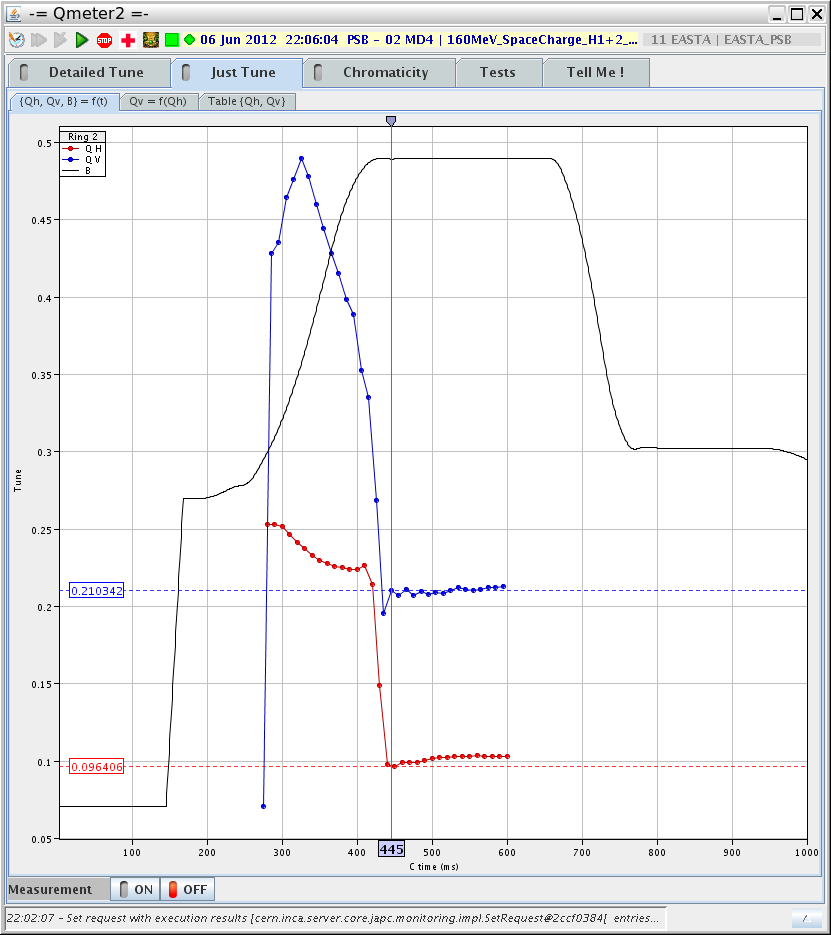 -= Qmeter2 =-
STOP
06 Jun 2012 22:06:04 PSB - 02 MD4 | 160MeV_SpaceCharge_H1+2_... 11 EASTA | EASTA_PSB
Detailed Tune Just Tune Chromaticity Tests Tell Me !
{Qh, Qv, B} = f(t) Qv = f(Qh) Table {Qh, Qv}
Ring 2
Q H
Q V
B
0.5
0.45
0.4
0.35
0.3
0.25
0.2
0.15
0.1
0.05
Tune
0.210342
0.096406
100 200 300 400 445 500 600 700 800 900 1000
C time (ms)
Measurement ON OFF
22:02:07 - Set request with execution results [cern.inca.server.core.japc.monitoring.impl.SetRequest@2ccf0384[ entries...